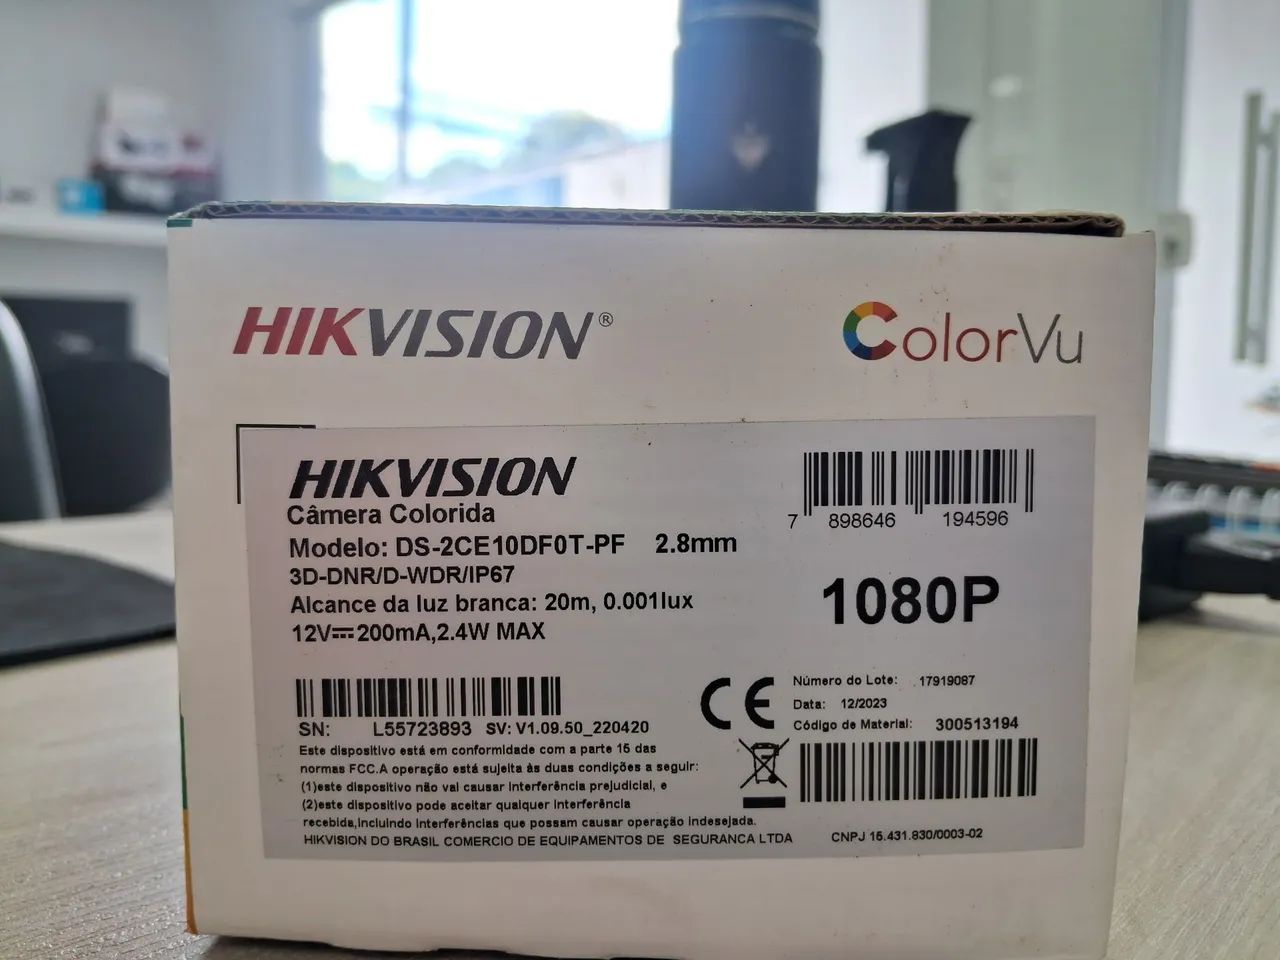 HIKVISION®
ColorVu
HIKVISION
Câmera Colorida
Modelo: DS-2CE10DF0T-PF 2.8mm
3D-DNR/D-WDR/IP67
Alcance da luz branca: 20m, 0.001lux
12V⎓200mA,2.4W MAX
7 898646 194596
1080P
SN: L55723893 SV: V1.09.50_220420
Este dispositivo está em conformidade com a parte 15 das
normas FCC.A operação está sujeita às duas condições a seguir:
(1)este dispositivo não vai causar interferência prejudicial, e
(2)este dispositivo pode aceitar qualquer interferência
recebida,incluindo interferências que possam causar operação indesejada.
HIKVISION DO BRASIL COMERCIO DE EQUIPAMENTOS DE SEGURANCA LTDA
CE
Número do Lote: 17919087
Data: 12/2023
Código de Material: 300513194
CNPJ 15.431.830/0003-02